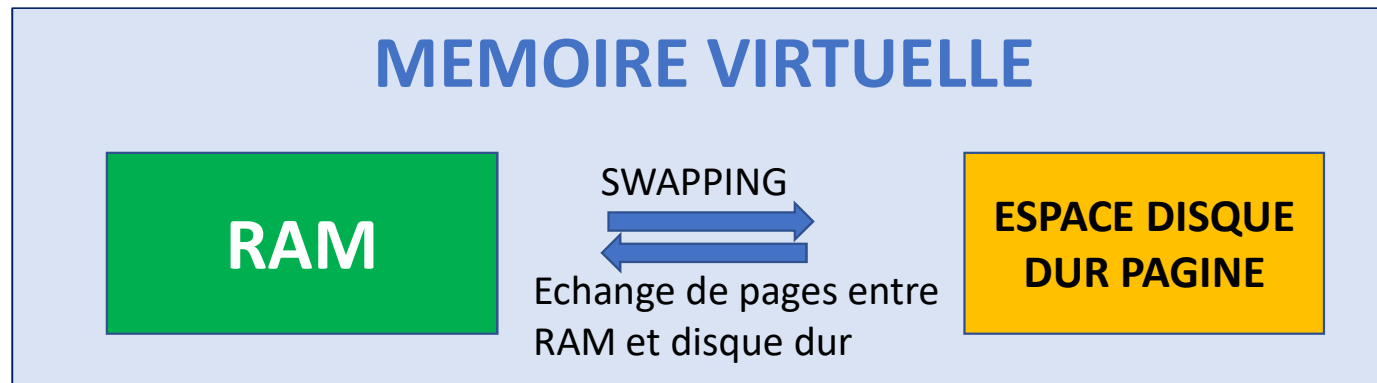 MEMOIRE VIRTUELLE
RAM
SWAPPING
Echange de pages entre
RAM et disque dur
ESPACE DISQUE
DUR PAGINE